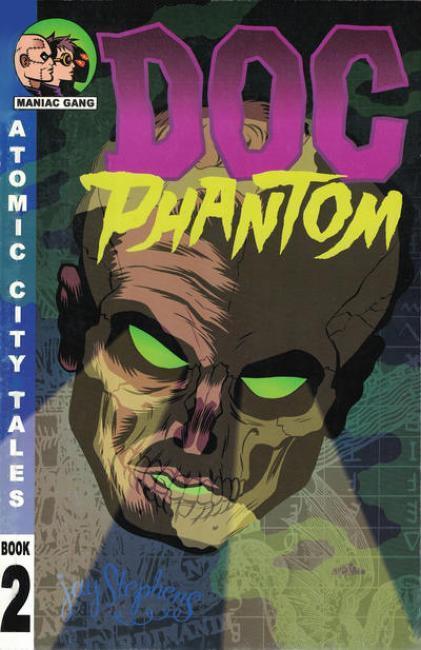 MANIAC GANG
DOC
PHANTOM
ATOMIC CITY TALES
BOOK
2
jay Stephens